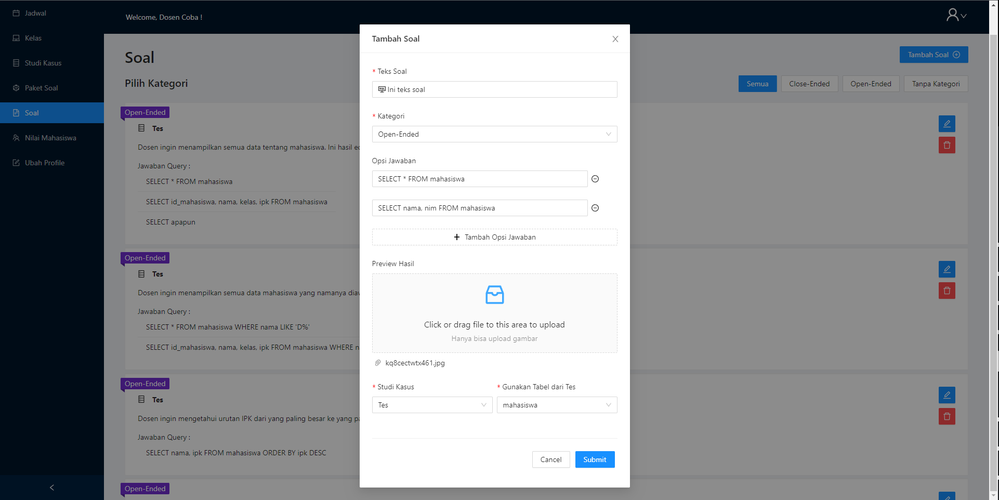 Jadwal
Kelas
Studi Kasus
Paket Soal
Soal
Nilai Mahasiswa
Ubah Profile
Welcome, Dosen Coba !
Soal
Tambah Soal
Pilih Kategori
Semua
Close-Ended
Open-Ended
Tanpa Kategori
Open-Ended
Tes
Dosen ingin menampilkan semua data tentang mahasiswa. Ini hasil
Jawaban Query :
SELECT * FROM mahasiswa
SELECT id_mahasiswa, nama, kelas, ipk FROM mahasiswa
SELECT apapun
Open-Ended
Tes
Dosen ingin menampilkan semua data mahasiswa yang namanya
Jawaban Query :
SELECT * FROM mahasiswa WHERE nama LIKE 'D%'
SELECT id_mahasiswa, nama, kelas, ipk FROM mahasiswa WHERE
Open-Ended
Tes
Dosen ingin mengetahui urutan IPK dari yang paling besar ke yang
Jawaban Query :
SELECT nama, ipk FROM mahasiswa ORDER BY ipk DESC
Open-Ended
Tambah Soal
* Teks Soal
SQL Ini teks soal
* Kategori
Open-Ended
Opsi Jawaban
SELECT * FROM mahasiswa
SELECT nama, nim FROM mahasiswa
+ Tambah Opsi Jawaban
Preview Hasil
Click or drag file to this area to upload
Hanya bisa upload gambar
kq8cectwtx461.jpg
* Studi Kasus
Tes
* Gunakan Tabel dari Tes
mahasiswa
Cancel
Submit